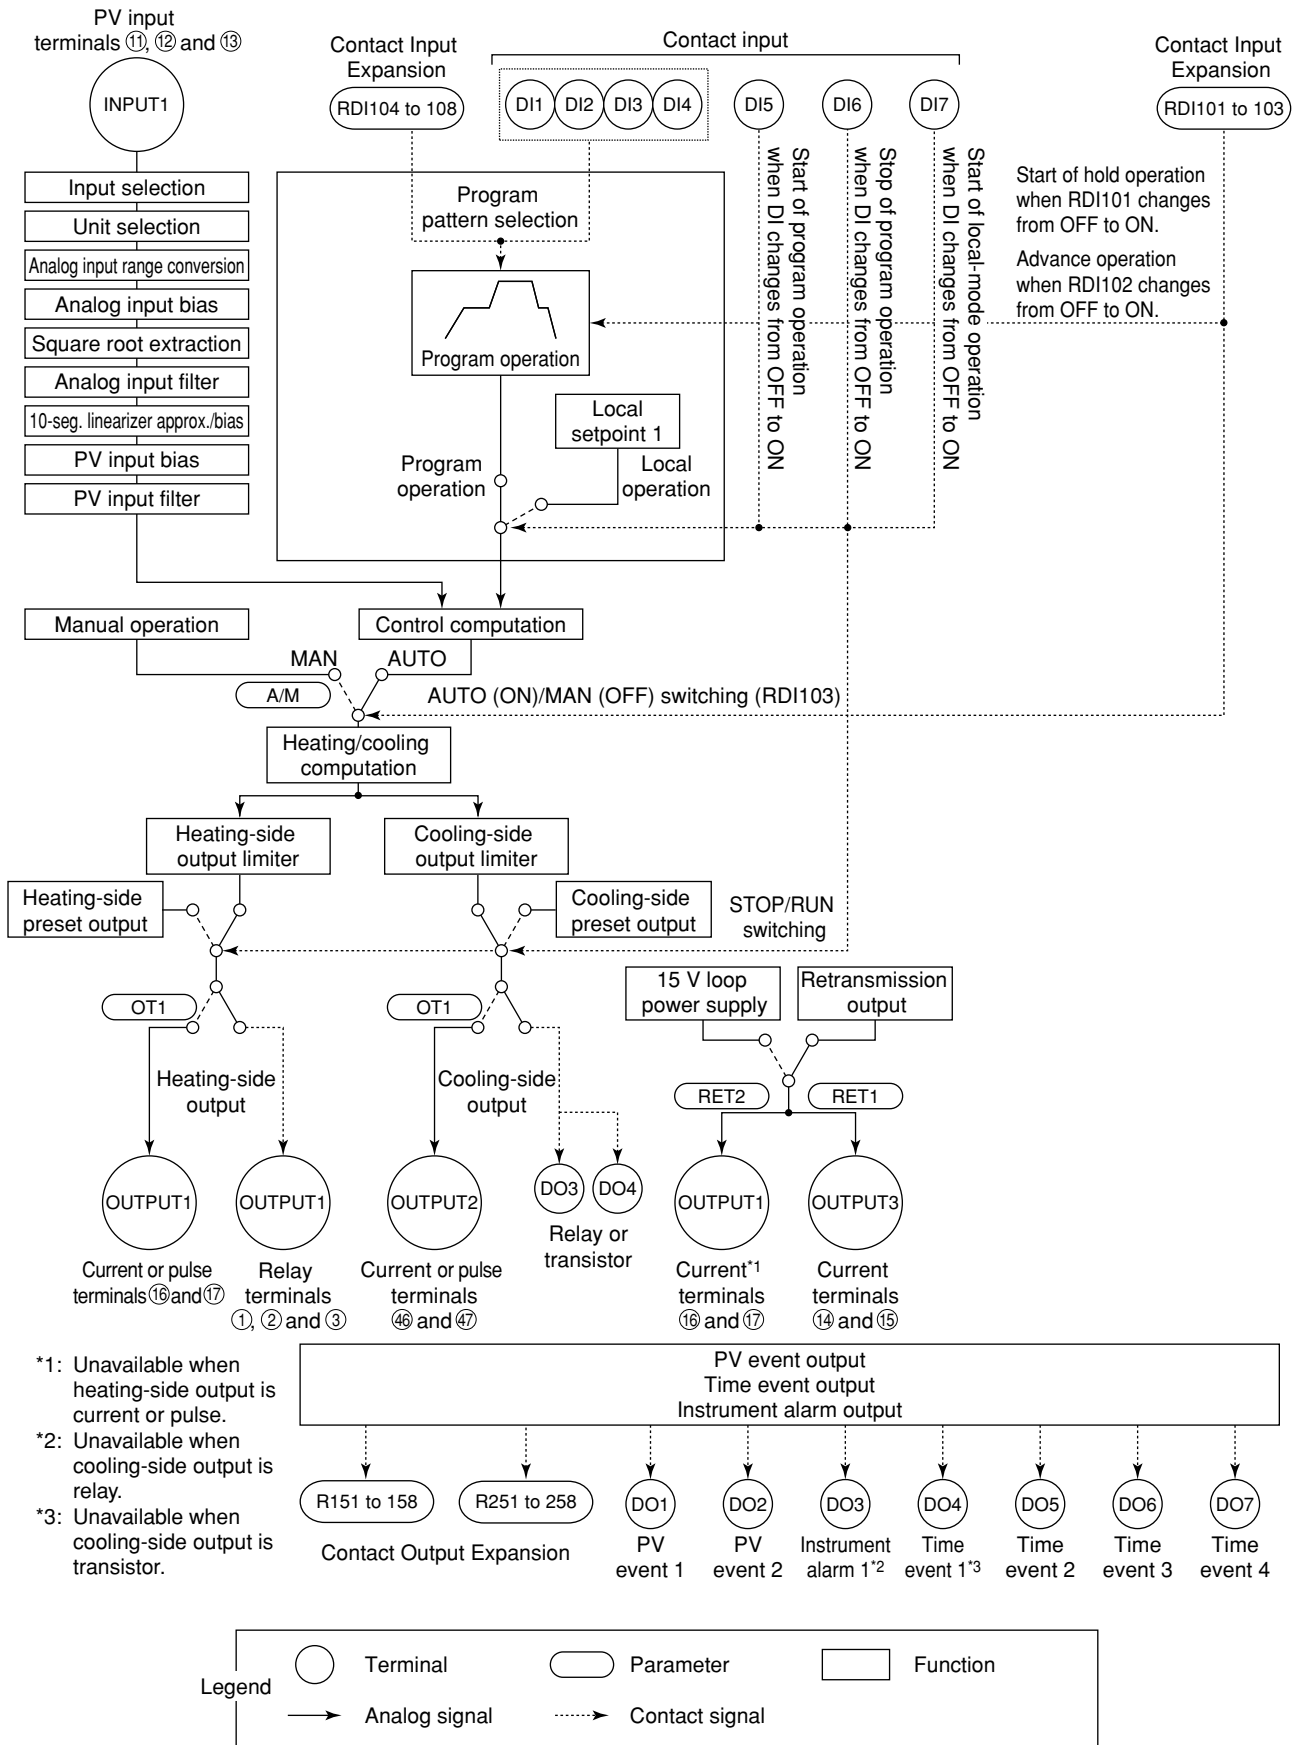 PV input
terminals ⑪, ⑫ and ⑬
INPUT1
Contact Input
Expansion
RDI104 to 108
Contact input
DI1 DI2 DI3 DI4 DI5 DI6 DI7
Contact Input
Expansion
RDI101 to 103
Input selection
Unit selection
Analog input range conversion
Analog input bias
Square root extraction
Analog input filter
10-seg. linearizer approx./bias
PV input bias
PV input filter
Program
pattern selection
Program operation
Local
setpoint 1
Program
operation
Local
operation
Start of program operation
when DI changes from OFF to ON
Stop of program operation
when DI changes from OFF to ON
Start of local-mode operation
when DI changes from OFF to ON
Start of hold operation
when RDI101 changes
from OFF to ON.
Advance operation
when RDI102 changes
from OFF to ON.
Manual operation
Control computation
MAN AUTO
A/M
AUTO (ON)/MAN (OFF) switching (RDI103)
Heating/cooling
computation
Heating-side
output limiter
Cooling-side
output limiter
Heating-side
preset output
Cooling-side
preset output
STOP/RUN
switching
OT1
OT1
15 V loop
power supply
Retransmission
output
Heating-side
output
Cooling-side
output
RET2
RET1
OUTPUT1
Current or pulse
terminals ⑯ and ⑰
OUTPUT1
Relay
terminals
①, ② and ③
OUTPUT2
Current or pulse
terminals
㊻ and ㊼
DO3 DO4
Relay or
transistor
OUTPUT1
Current*1
terminals
⑯ and ⑰
OUTPUT3
Current
terminals
⑭ and ⑮
*1: Unavailable when
heating-side output is
current or pulse.
*2: Unavailable when
cooling-side output is
relay.
*3: Unavailable when
cooling-side output is
transistor.
PV event output
Time event output
Instrument alarm output
R151 to 158
R251 to 258
Contact Output Expansion
DO1
PV
event 1
DO2
PV
event 2
DO3
Instrument
alarm 1*2
DO4
Time
event 1*3
DO5
Time
event 2
DO6
Time
event 3
DO7
Time
event 4
Legend
Terminal
Parameter
Function
Analog signal
Contact signal